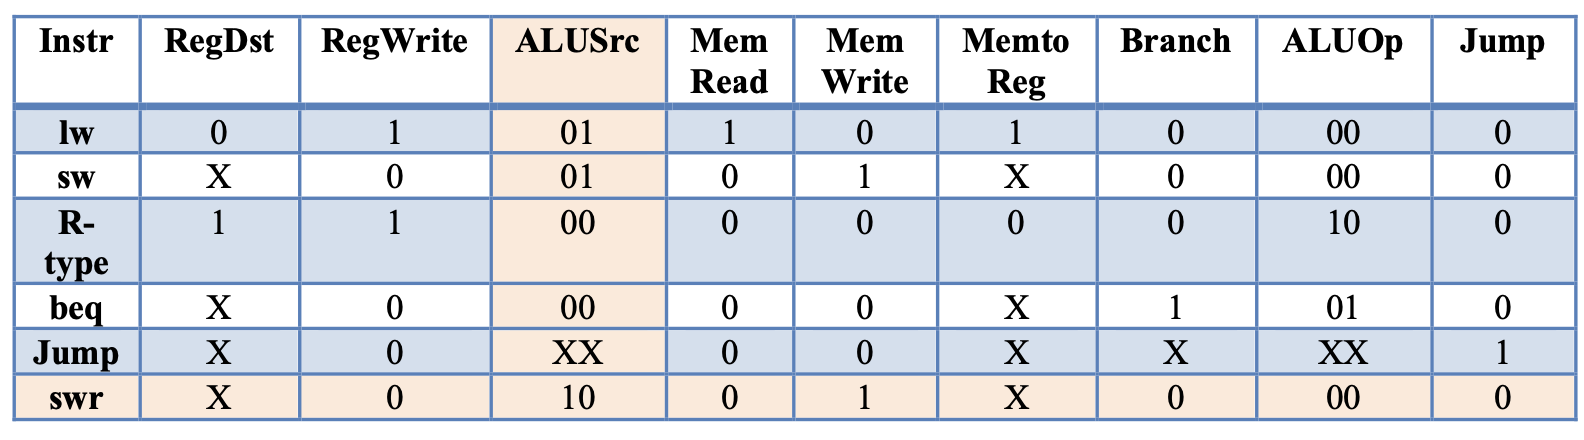 Instr RegDst RegWrite ALUSrc Mem Read Mem Write Memto Reg Branch ALUOp Jump
lw 0 1 01 1 0 1 0 00 0
sw X 0 01 0 1 X 0 00 0
R-type 1 1 00 0 0 0 0 10 0
beq X 0 00 0 0 X 1 01 0
Jump X 0 XX 0 0 X X XX 1
swr X 0 10 0 1 X 0 00 0